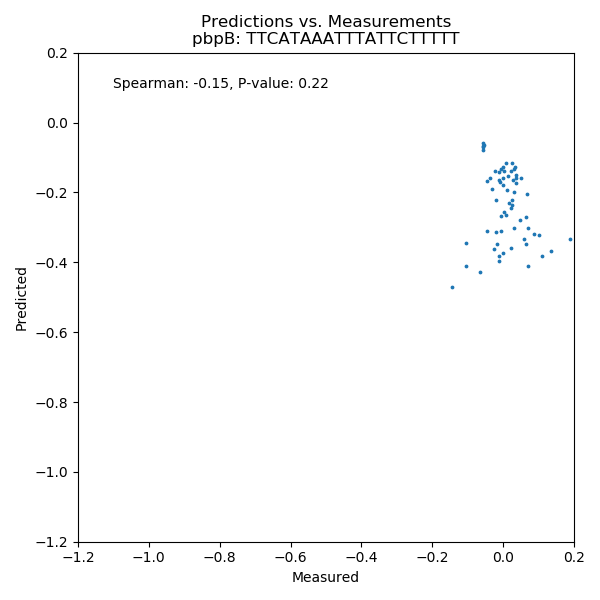 Predictions vs. Measurements
pbpB: TTCATAAATTTATTCTTTTT
0.2
Spearman: -0.15, P-value: 0.22
0.0
−0.2
−0.4
−0.6
−0.8
−1.0
−1.2
Predicted
−1.2 −1.0 −0.8 −0.6 −0.4 −0.2 0.0 0.2
Measured